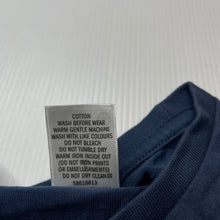 COTTON
WASH BEFORE WEAR
WARM GENTLE MACHINE
WASH WITH LIKE COLOURS
DO NOT BLEACH
DO NOT TUMBLE DRY
WARM IRON INSIDE OUT
(DO NOT IRON PRINTS
OR EMBELLISHMENTS)
DO NOT DRY CLEAN
58618613